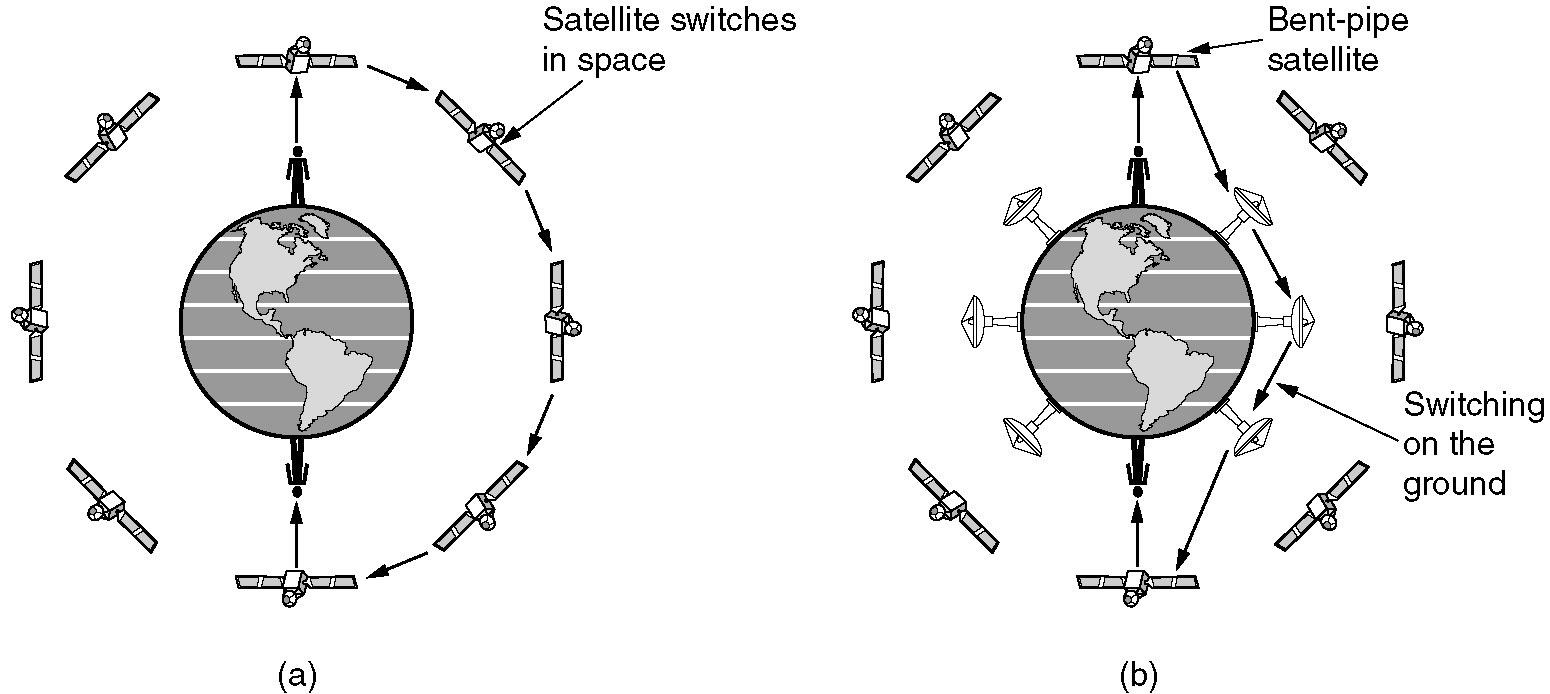 Satellite switches
in space
Bent-pipe
satellite
Switching
on the
ground
(a)
(b)